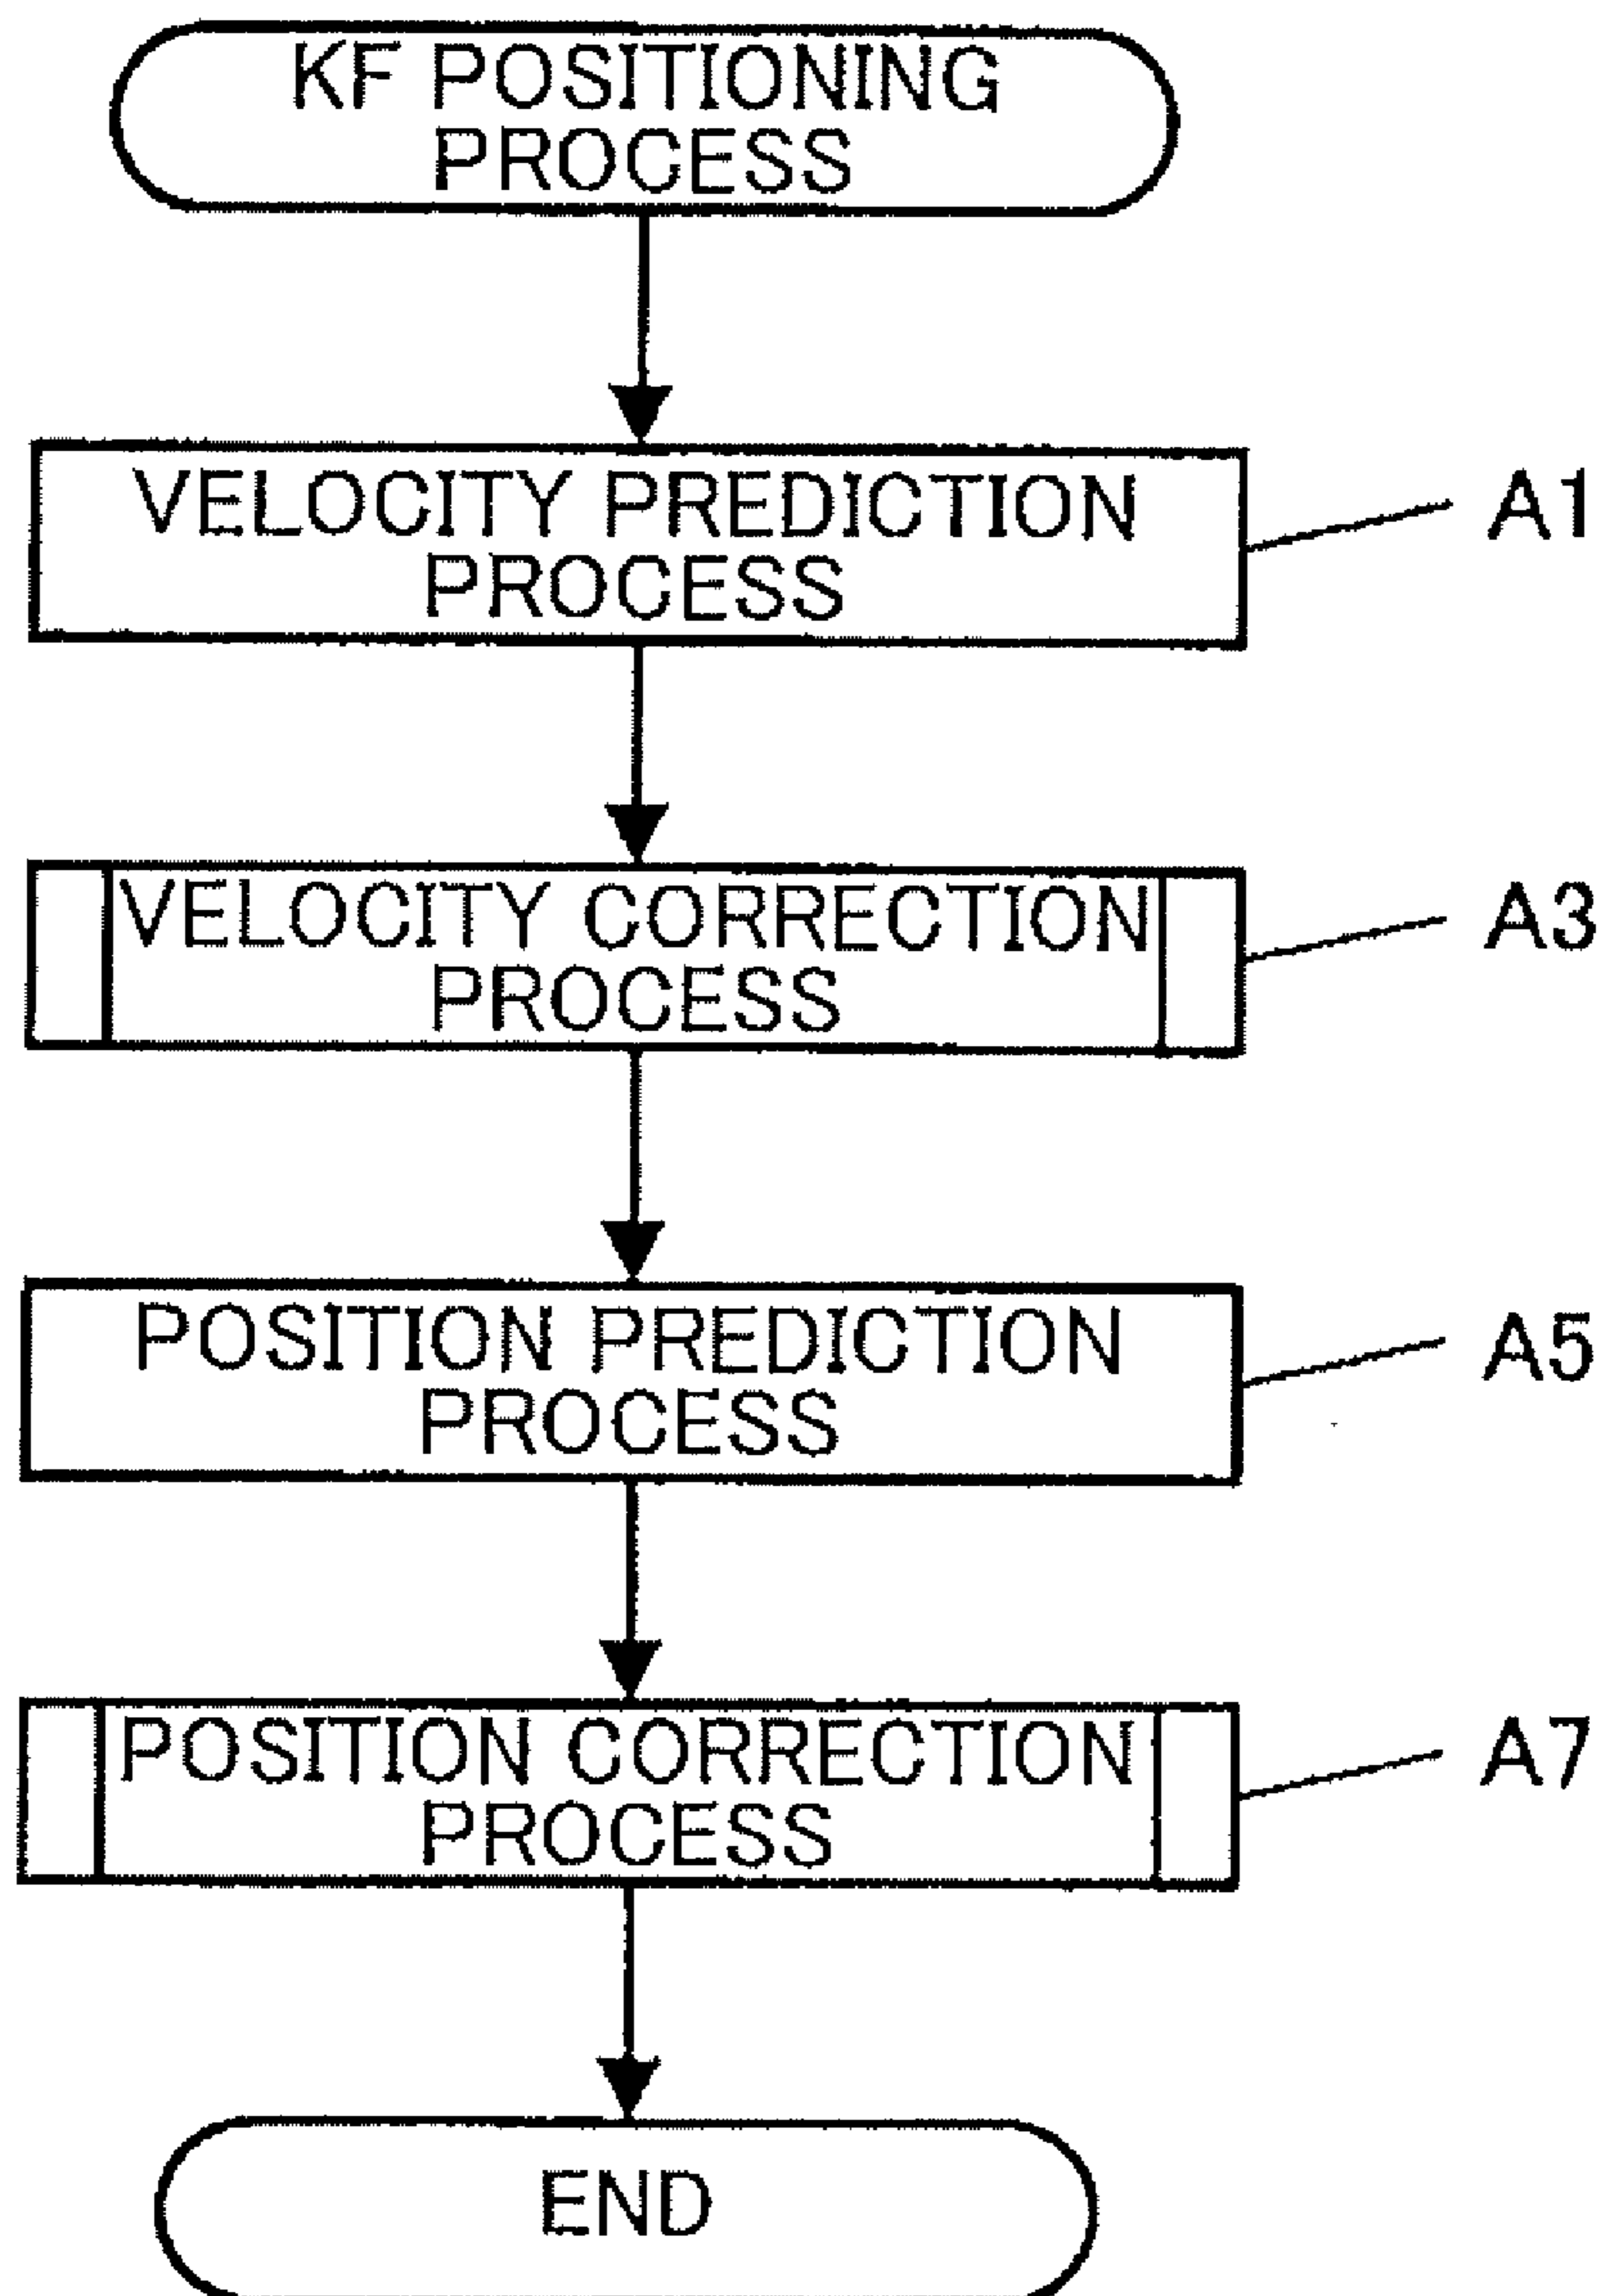 KF POSITIONING
PROCESS
VELOCITY PREDICTION
PROCESS
A1
VELOCITY CORRECTION
PROCESS
A3
POSITION PREDICTION
PROCESS
A5
POSITION CORRECTION
PROCESS
A7
END